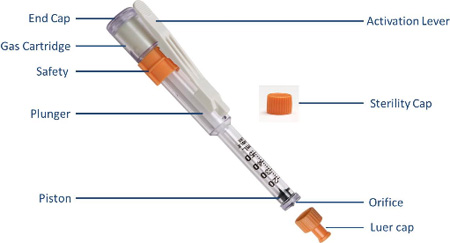 End Cap
Activation Lever
Gas Cartridge
Safety
Sterility Cap
Plunger
Piston
Orifice
Luer cap